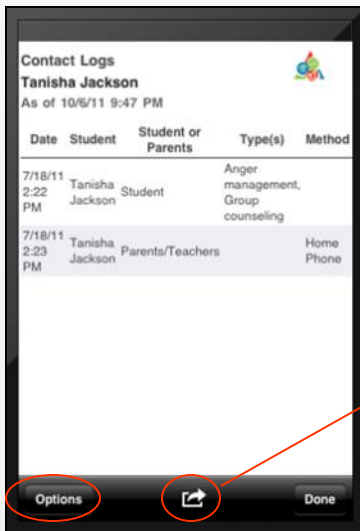 Contact Logs
Tanisha Jackson
As of 10/6/11 9:47 PM
Date Student Student or Parents Type(s) Method
7/18/11 2:22 PM Tanisha Jackson Student Anger management, Group counseling
7/18/11 2:23 PM Tanisha Jackson Parents/Teachers Home Phone
Options Done